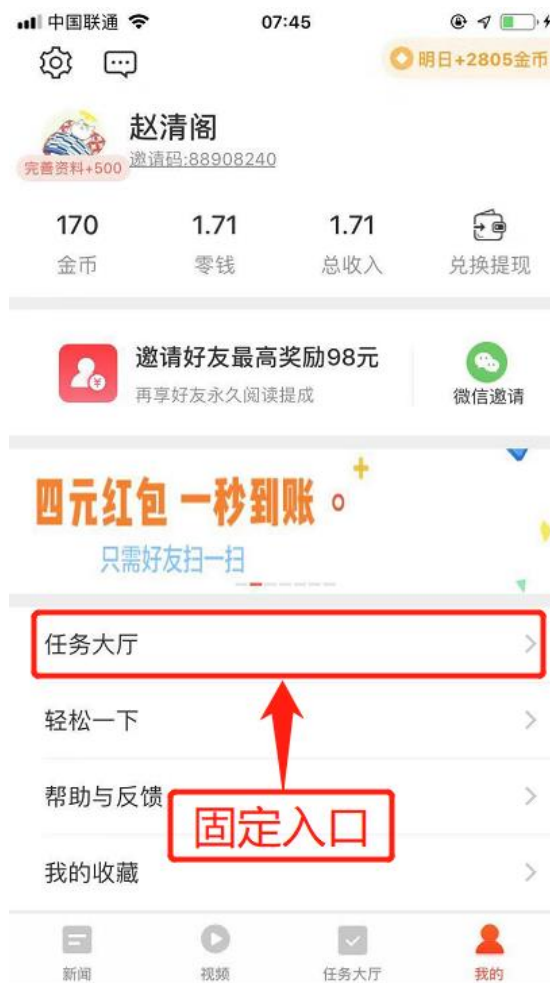 中国联通 07:45
明日+2805金币
赵清阁
完善资料+500
邀请码:88908240
170 1.71 1.71
金币 零钱 总收入 兑换提现
邀请好友最高奖励98元
再享好友永久阅读提成
微信邀请
四元红包 一秒到账
只需好友扫一扫
任务大厅
轻松一下
帮助与反馈
固定入口
我的收藏
新闻 视频 任务大厅 我的